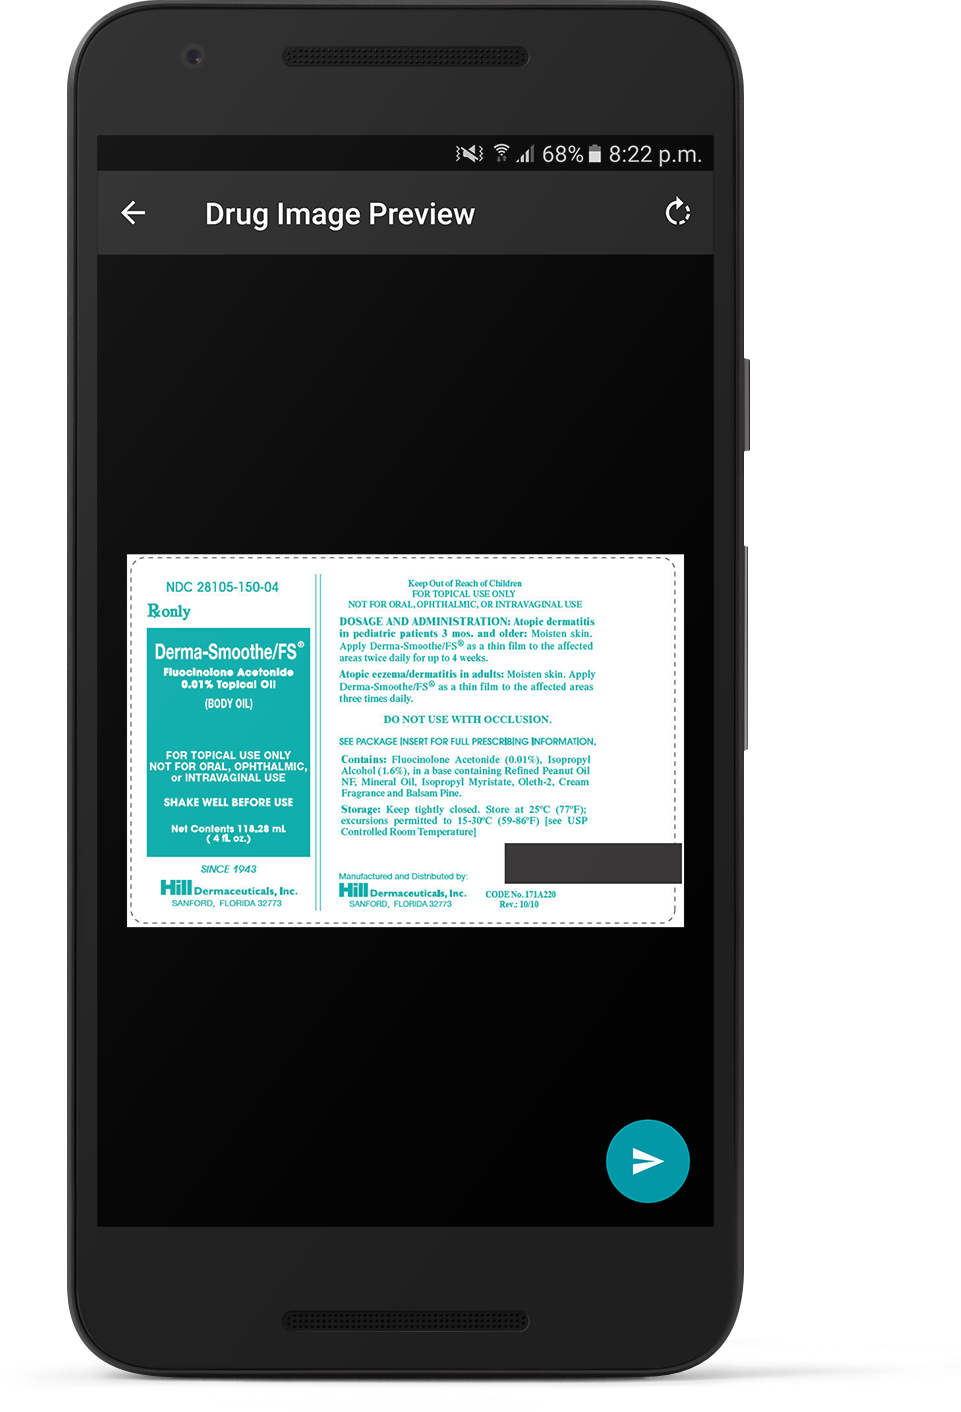 68% 8:22 p.m.
Drug Image Preview
NDC 28105-150-04
℞ only
Derma-Smoothe/FS®
Fluocinolone Acetonide
0.01% Topical Oil
(BODY OIL)
FOR TOPICAL USE ONLY
NOT FOR ORAL, OPHTHALMIC,
or INTRAVAGINAL USE
SHAKE WELL BEFORE USE
Net Contents 118.28 mL
( 4 fl. oz.)
SINCE 1943
Hill Dermaceuticals, Inc.
SANFORD, FLORIDA 32773
Keep Out of Reach of Children
FOR TOPICAL USE ONLY
NOT FOR ORAL, OPHTHALMIC, OR INTRAVAGINAL USE
DOSAGE AND ADMINISTRATION: Atopic dermatitis
in pediatric patients 3 mos. and older: Moisten skin.
Apply Derma-Smoothe/FS® as a thin film to the affected
areas twice daily for up to 4 weeks.
Atopic eczema/dermatitis in adults: Moisten skin. Apply
Derma-Smoothe/FS® as a thin film to the affected areas
three times daily.
DO NOT USE WITH OCCLUSION.
SEE PACKAGE INSERT FOR FULL PRESCRIBING INFORMATION.
Contains: Fluocinolone Acetonide (0.01%), Isopropyl
Alcohol (1.6%), in a base containing Refined Peanut Oil
NF, Mineral Oil, Isopropyl Myristate, Oleth-2, Cream
Fragrance and Balsam Pine.
Storage: Keep tightly closed. Store at 25°C (77°F);
excursions permitted to 15-30°C (59-86°F) [see USP
Controlled Room Temperature]
Manufactured and Distributed by:
Hill Dermaceuticals, Inc.
SANFORD, FLORIDA 32773
CODE No. 171A220
Rev.: 10/10